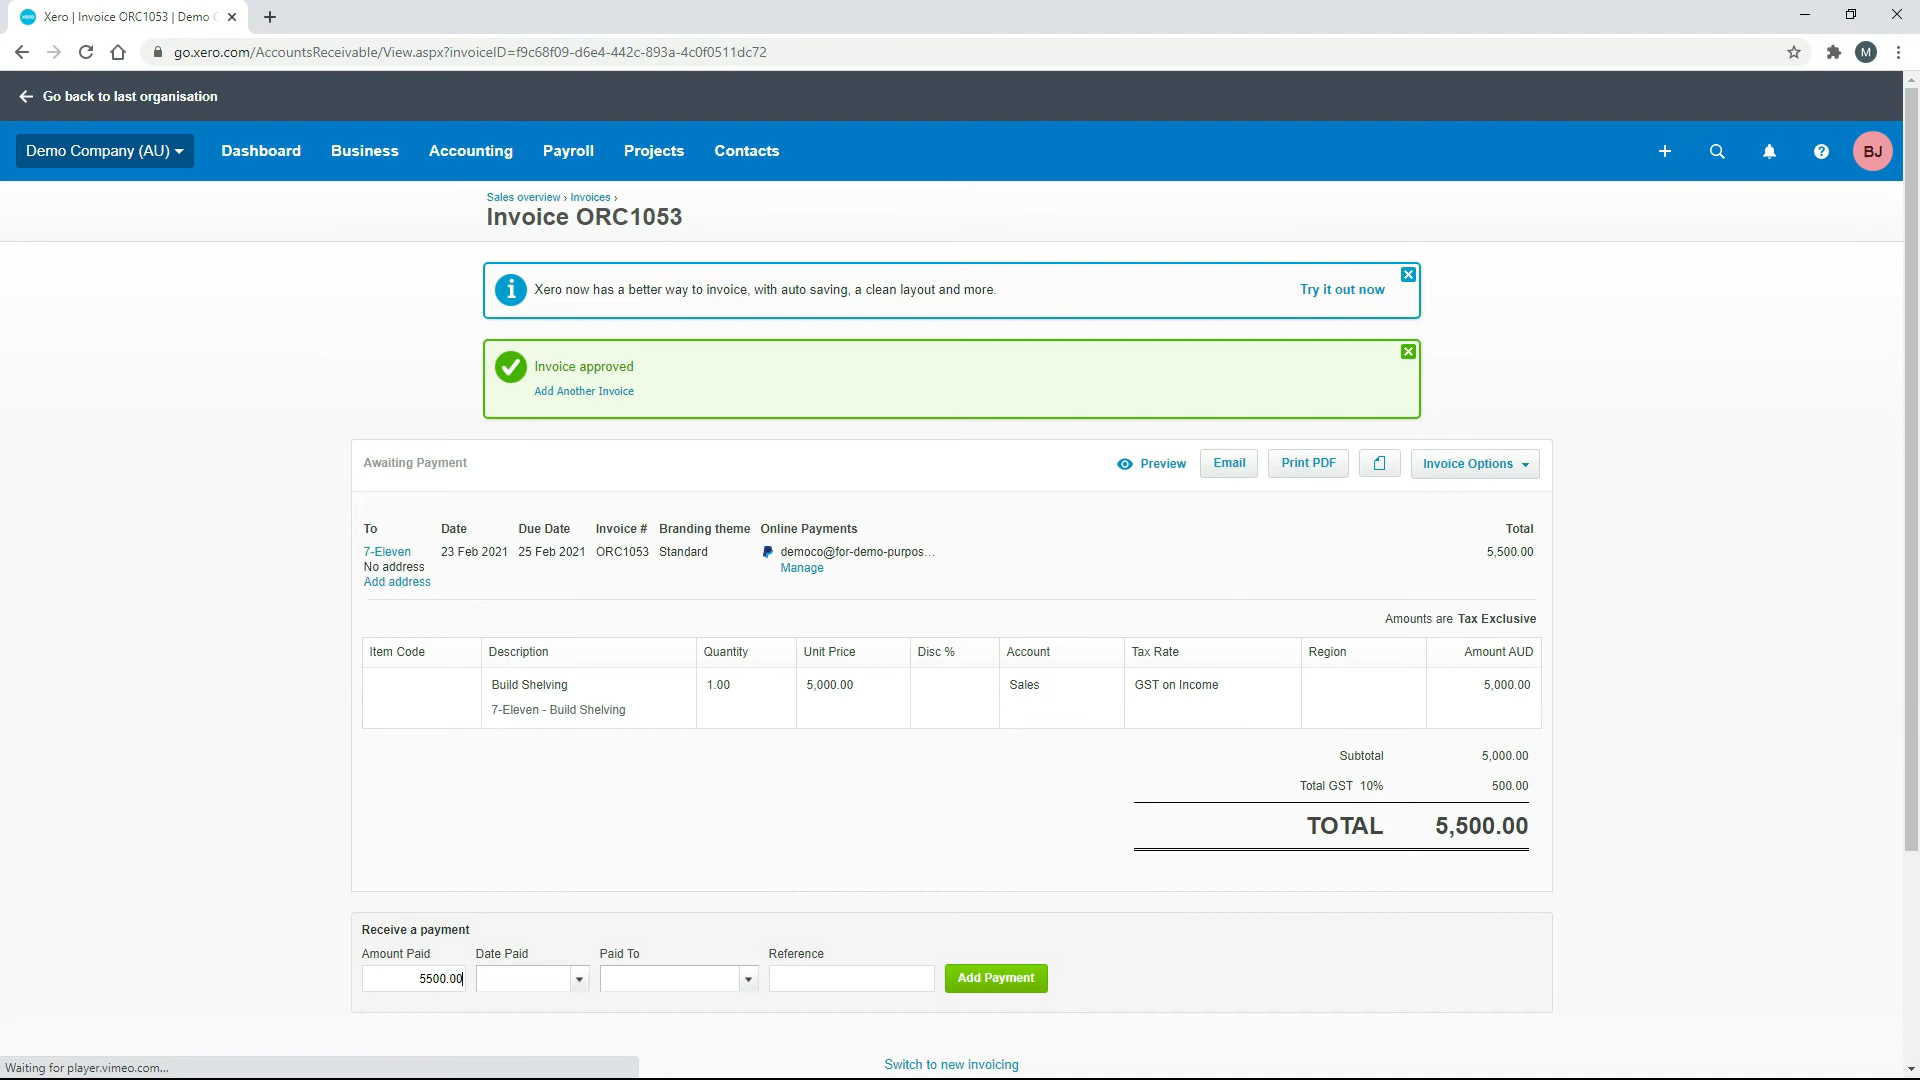 Xero | Invoice ORC1053 | Demo C
go.xero.com/AccountsReceivable/View.aspx?invoiceID=f9c68f09-d6e4-442c-893a-4c0f0511dc72
M
Go back to last organisation
Demo Company (AU) Dashboard Business Accounting Payroll Projects Contacts BJ
Sales overview › Invoices ›
Invoice ORC1053
Xero now has a better way to invoice, with auto saving, a clean layout and more. Try it out now
Invoice approved
Add Another Invoice
Awaiting Payment Preview Email Print PDF Invoice Options
To Date Due Date Invoice # Branding theme Online Payments Total
7-Eleven 23 Feb 2021 25 Feb 2021 ORC1053 Standard democo@for-demo-purpos... 5,500.00
No address Manage
Add address
Amounts are Tax Exclusive
Item Code Description Quantity Unit Price Disc % Account Tax Rate Region Amount AUD
Build Shelving 1.00 5,000.00 Sales GST on Income 5,000.00
7-Eleven - Build Shelving
Subtotal 5,000.00
Total GST 10% 500.00
TOTAL 5,500.00
Receive a payment
Amount Paid Date Paid Paid To Reference
5500.00 Add Payment
Switch to new invoicing
Waiting for player.vimeo.com...